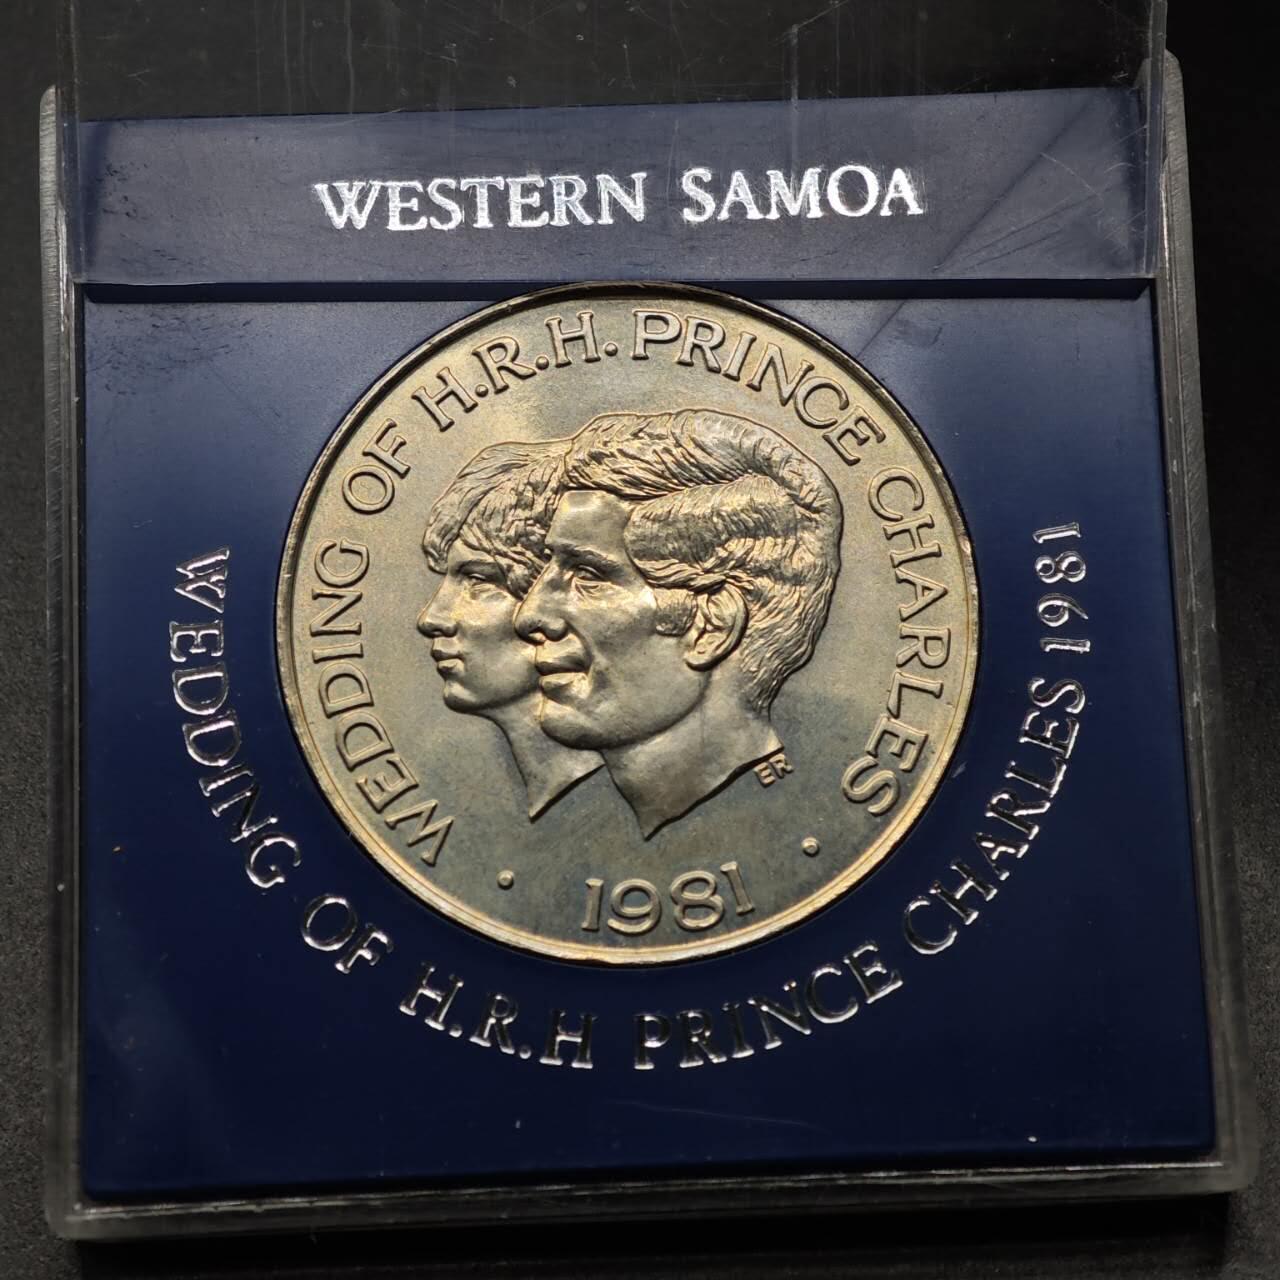 WESTERN SAMOA
WEDDING OF H.R.H. PRINCE CHARLES
ER
· 1981 ·
WEDDING OF H.R.H PRINCE CHARLES 1981